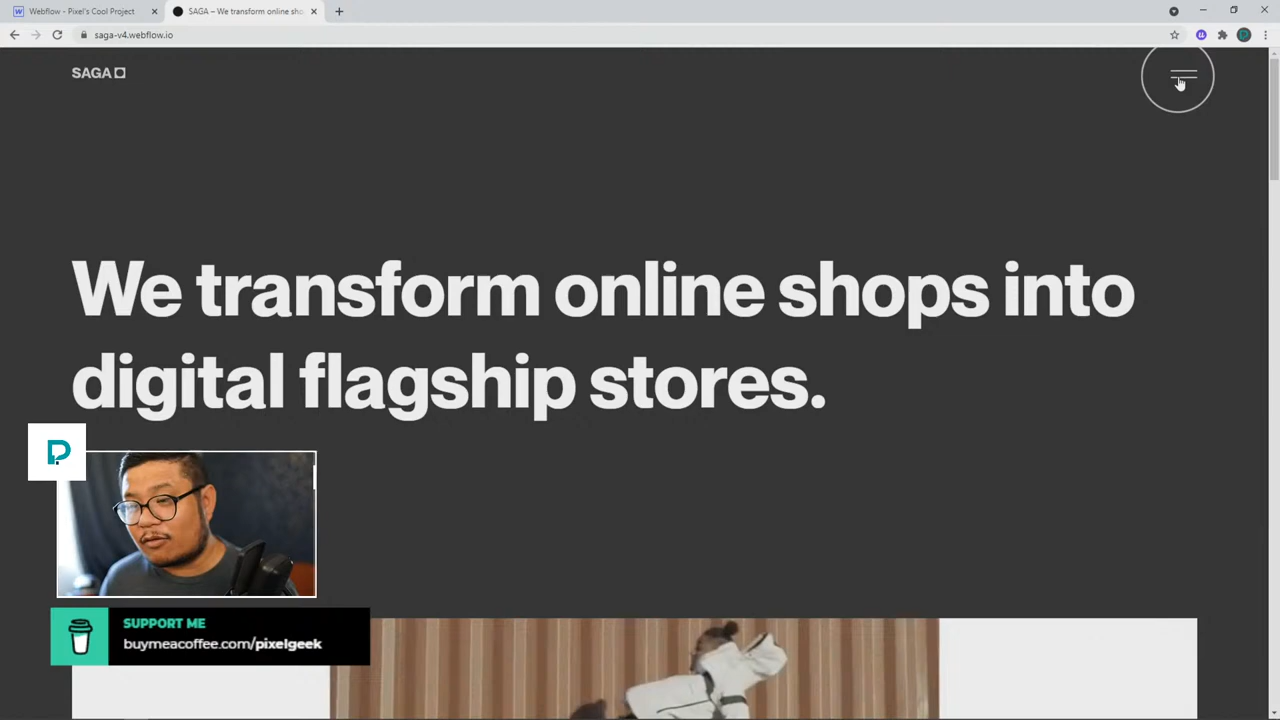 Webflow - Pixel's Cool Project
SAGA – We transform online sho
saga-v4.webflow.io
SAGA
We transform online shops into
digital flagship stores.
SUPPORT ME
buymeacoffee.com/pixelgeek